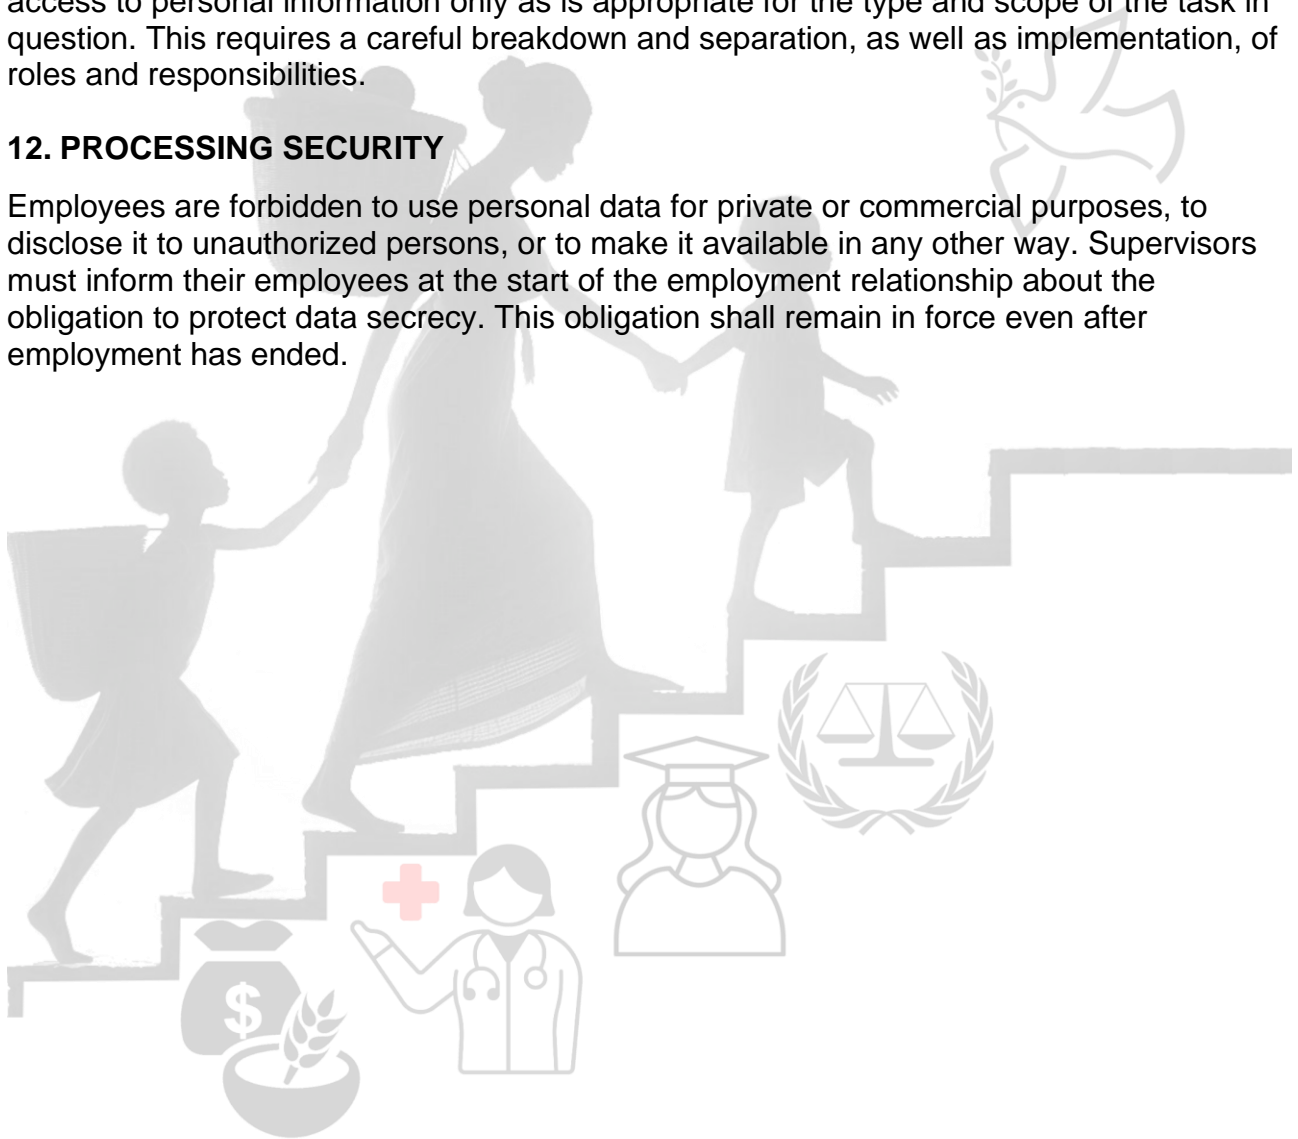 access to personal information only as is appropriate for the type and scope of the task in
question. This requires a careful breakdown and separation, as well as implementation, of
roles and responsibilities.
12. PROCESSING SECURITY
Employees are forbidden to use personal data for private or commercial purposes, to
disclose it to unauthorized persons, or to make it available in any other way. Supervisors
must inform their employees at the start of the employment relationship about the
obligation to protect data secrecy. This obligation shall remain in force even after
employment has ended.
$